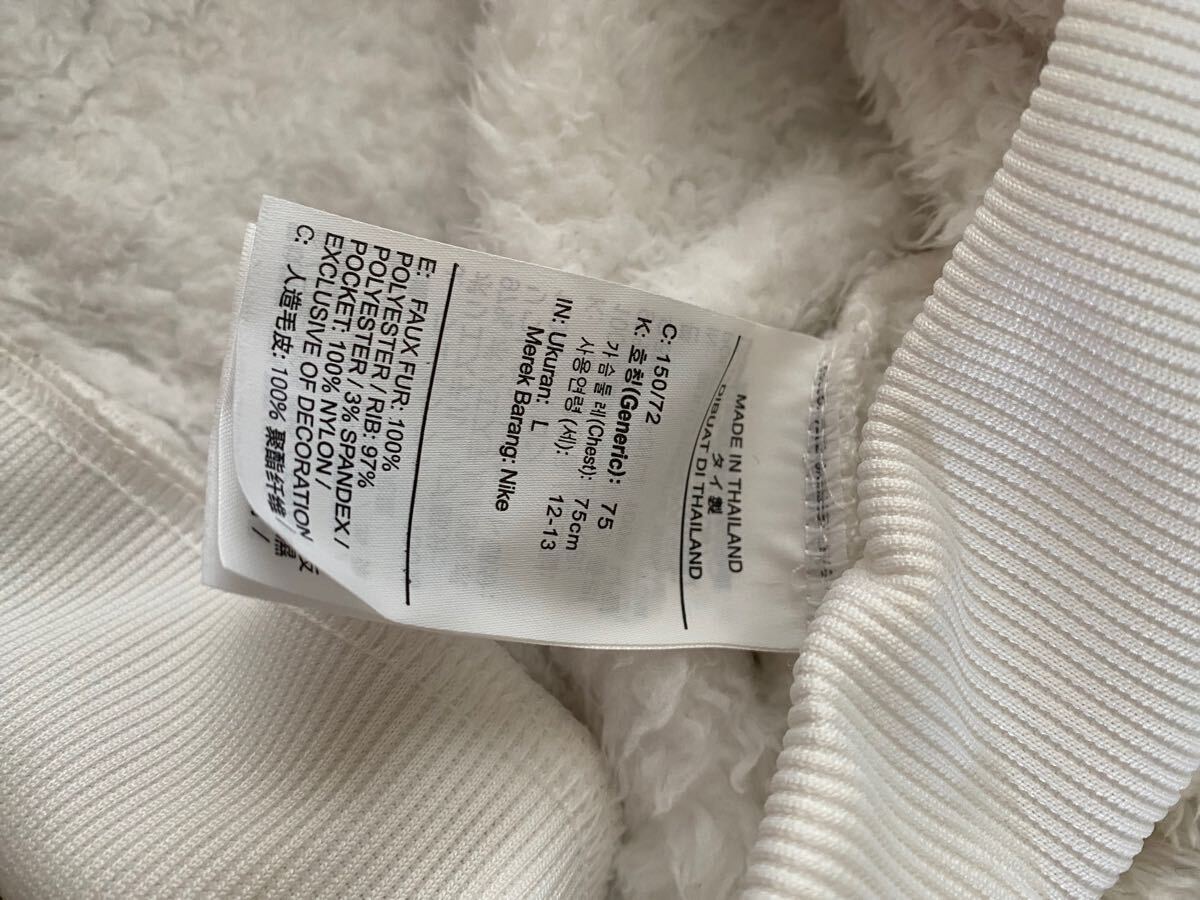 MADE IN THAILAND
タイ製
DIBUAT DI THAILAND
C: 150/72
K: 호칭(Generic): 75
가슴둘레(Chest): 75cm
사용연령 (세): 12-13
IN: Ukuran: L
Merek Barang: Nike
E: FAUX FUR: 100%
POLYESTER / RIB: 97%
POLYESTER / 3% SPANDEX /
POCKET: 100% NYLON /
EXCLUSIVE OF DECORATION
C: 人造毛皮: 100% 聚酯纤维